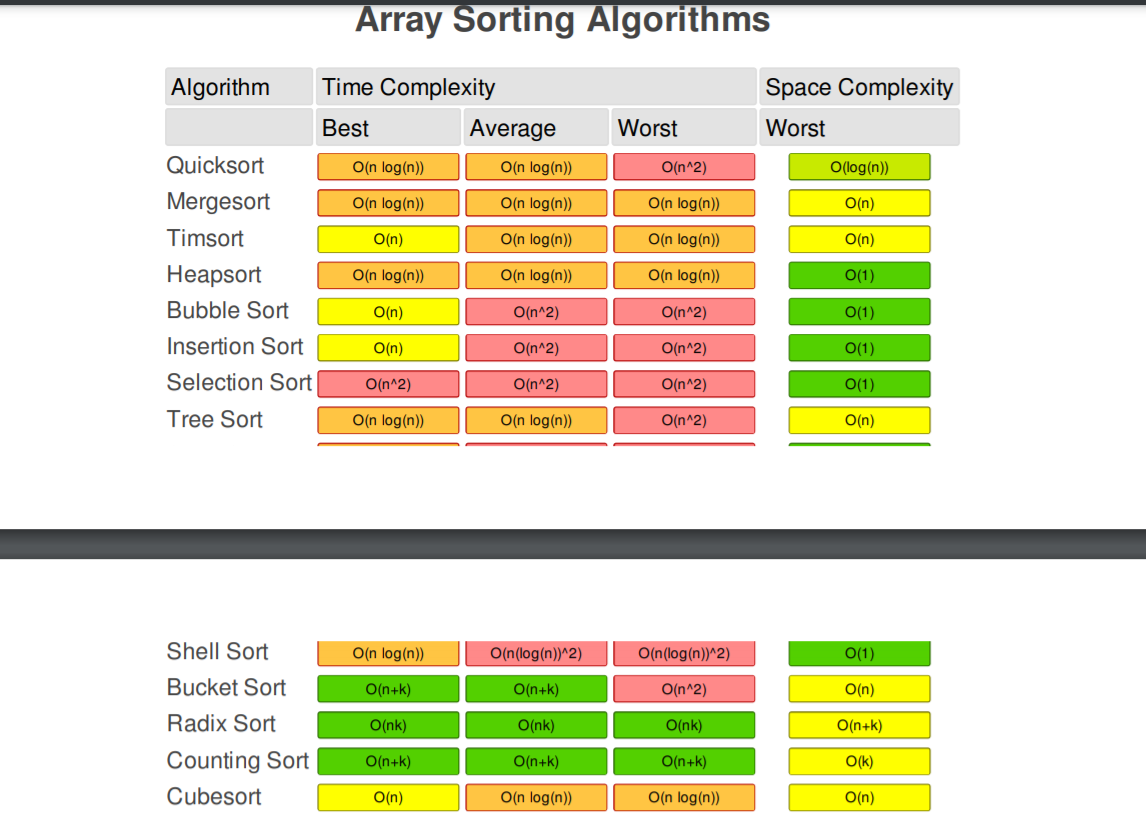 Array Sorting Algorithms
Algorithm Time Complexity Space Complexity
Best Average Worst Worst
Quicksort O(n log(n)) O(n log(n)) O(n^2) O(log(n))
Mergesort O(n log(n)) O(n log(n)) O(n log(n)) O(n)
Timsort O(n) O(n log(n)) O(n log(n)) O(n)
Heapsort O(n log(n)) O(n log(n)) O(n log(n)) O(1)
Bubble Sort O(n) O(n^2) O(n^2) O(1)
Insertion Sort O(n) O(n^2) O(n^2) O(1)
Selection Sort O(n^2) O(n^2) O(n^2) O(1)
Tree Sort O(n log(n)) O(n log(n)) O(n^2) O(n)
Shell Sort O(n log(n)) O(n(log(n))^2) O(n(log(n))^2) O(1)
Bucket Sort O(n+k) O(n+k) O(n^2) O(n)
Radix Sort O(nk) O(nk) O(nk) O(n+k)
Counting Sort O(n+k) O(n+k) O(n+k) O(k)
Cubesort O(n) O(n log(n)) O(n log(n)) O(n)